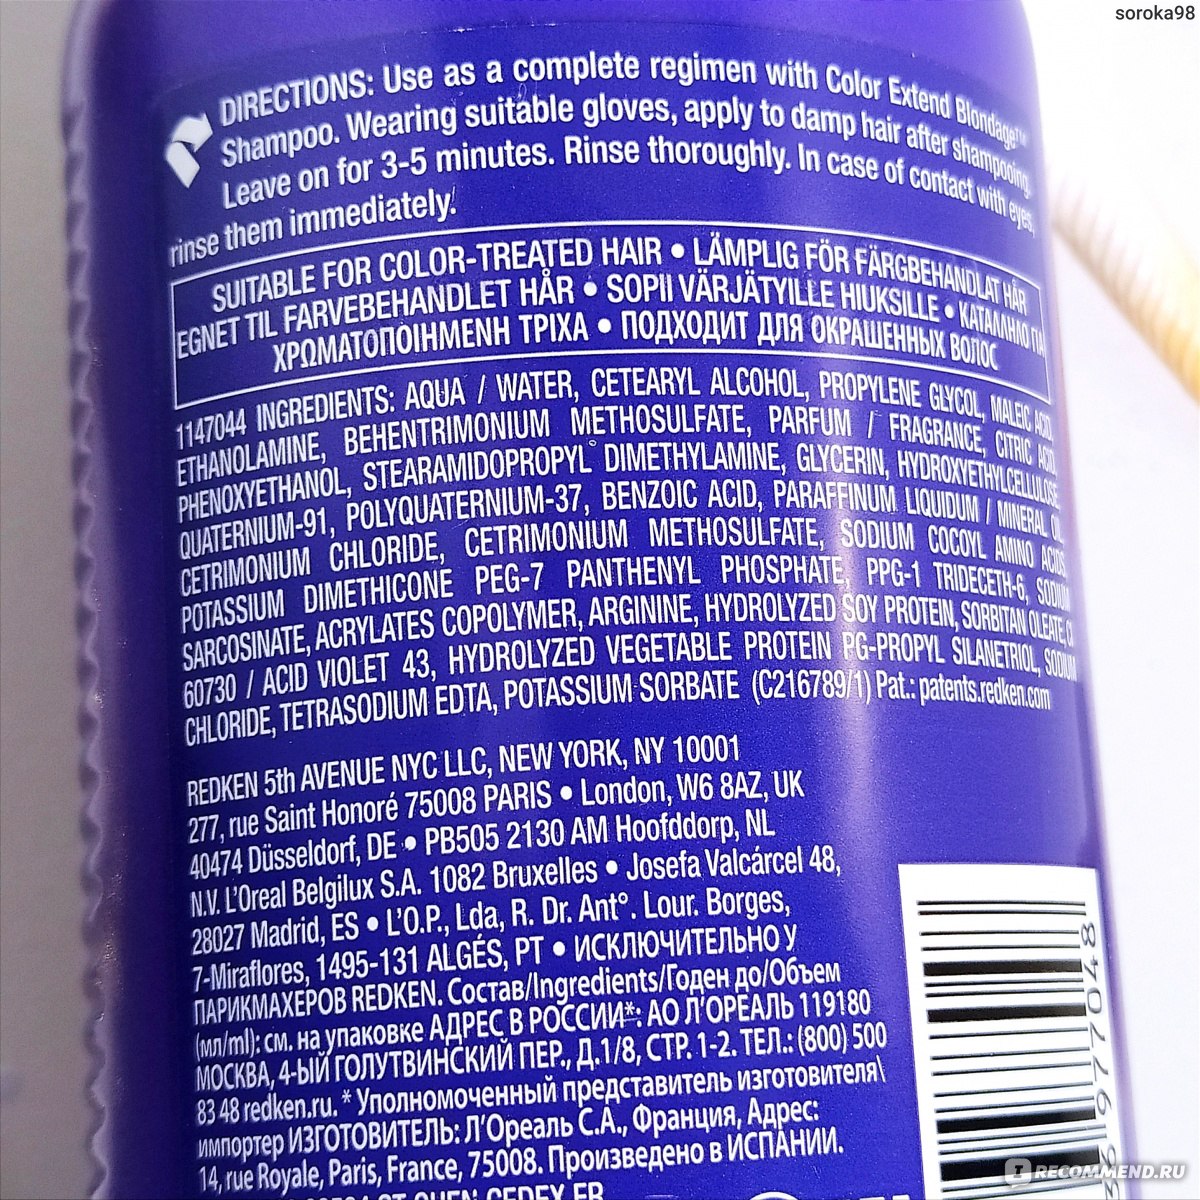 soroka98
DIRECTIONS: Use as a complete regimen with Color Extend Blondage™
Shampoo. Wearing suitable gloves, apply to damp hair after shampooing.
Leave on for 3-5 minutes. Rinse thoroughly. In case of contact with eyes,
rinse them immediately.
SUITABLE FOR COLOR-TREATED HAIR • LÄMPLIG FÖR FÄRGBEHANDLAT HÅR
EGNET TIL FARVEBEHANDLET HÅR • SOPII VÄRJÄTYILLE HIUKSILLE • ΚΑΤΑΛΛΗΛΟ ΓΙΑ
ΧΡΩΜΑΤΟΠΟΙΗΜΕΝΗ ΤΡΙΧΑ • ПОДХОДИТ ДЛЯ ОКРАШЕННЫХ ВОЛОС
1147044 INGREDIENTS: AQUA / WATER, CETEARYL ALCOHOL, PROPYLENE GLYCOL, MALEIC ACID,
ETHANOLAMINE, BEHENTRIMONIUM METHOSULFATE, PARFUM / FRAGRANCE, CITRIC ACID,
PHENOXYETHANOL, STEARAMIDOPROPYL DIMETHYLAMINE, GLYCERIN, HYDROXYETHYLCELLULOSE,
QUATERNIUM-91, POLYQUATERNIUM-37, BENZOIC ACID, PARAFFINUM LIQUIDUM / MINERAL OIL,
CETRIMONIUM CHLORIDE, CETRIMONIUM METHOSULFATE, SODIUM COCOYL AMINO ACIDS,
POTASSIUM DIMETHICONE PEG-7 PANTHENYL PHOSPHATE, PPG-1 TRIDECETH-6, SODIUM
SARCOSINATE, ACRYLATES COPOLYMER, ARGININE, HYDROLYZED SOY PROTEIN, SORBITAN OLEATE, CI
60730 / ACID VIOLET 43, HYDROLYZED VEGETABLE PROTEIN PG-PROPYL SILANETRIOL, SODIUM
CHLORIDE, TETRASODIUM EDTA, POTASSIUM SORBATE (C216789/1) Pat.: patents.redken.com
REDKEN 5th AVENUE NYC LLC, NEW YORK, NY 10001
277, rue Saint Honoré 75008 PARIS • London, W6 8AZ, UK
40474 Düsseldorf, DE • PB505 2130 AM Hoofddorp, NL
N.V. L'Oreal Belgilux S.A. 1082 Bruxelles • Josefa Valcárcel 48,
28027 Madrid, ES • L'O.P., Lda, R. Dr. Ant°. Lour. Borges,
7-Miraflores, 1495-131 ALGÉS, PT • ИСКЛЮЧИТЕЛЬНО У
ПАРИКМАХЕРОВ REDKEN. Состав/Ingredients/Годен до/Объем
(мл/ml): см. на упаковке АДРЕС В РОССИИ*: АО Л'ОРЕАЛЬ 119180
МОСКВА, 4-ЫЙ ГОЛУТВИНСКИЙ ПЕР., Д.1/8, СТР. 1-2. ТЕЛ.: (800) 500
83 48 redken.ru. * Уполномоченный представитель изготовителя\
импортер ИЗГОТОВИТЕЛЬ: Л'Ореаль С.А., Франция, Адрес:
14, rue Royale, Paris, France, 75008. Произведено в ИСПАНИИ.
977048
IRECOMMEND.RU